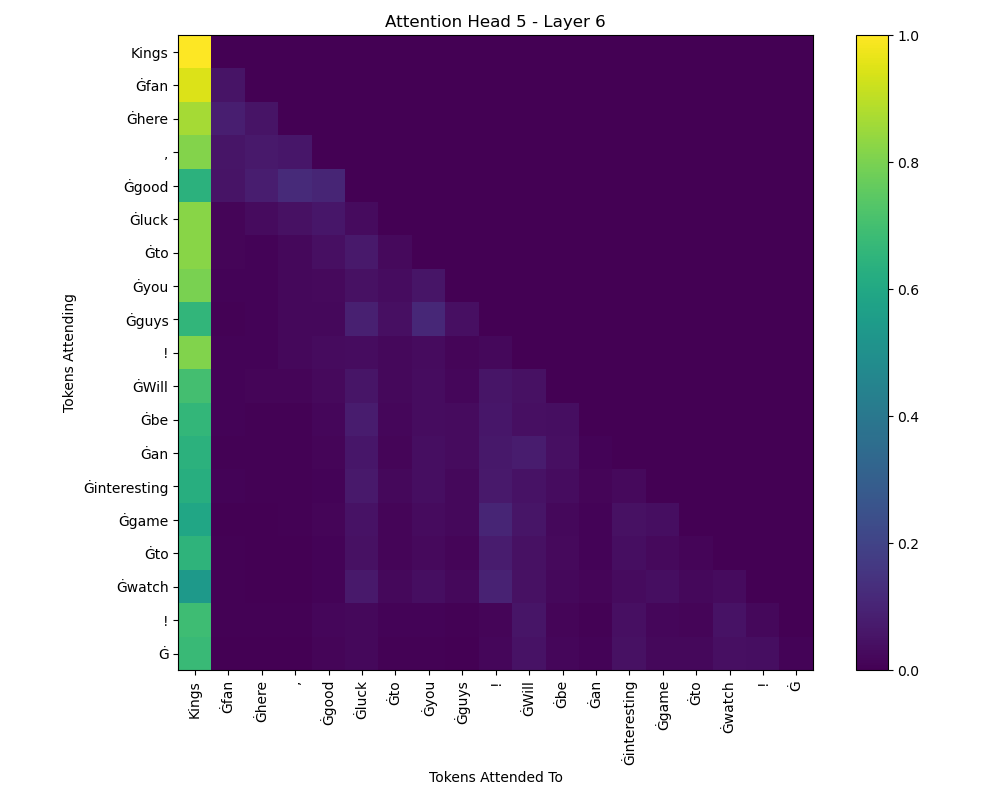 Attention Head 5 - Layer 6
Kings
Ġfan
Ġhere
,
Ġgood
Ġluck
Ġto
Ġyou
Ġguys
!
ĠWill
Ġbe
Ġan
Ġinteresting
Ġgame
Ġto
Ġwatch
!
Ġ
Tokens Attending
Kings
Ġfan
Ġhere
,
Ġgood
Ġluck
Ġto
Ġyou
Ġguys
!
ĠWill
Ġbe
Ġan
Ġinteresting
Ġgame
Ġto
Ġwatch
!
Ġ
Tokens Attended To
1.0
0.8
0.6
0.4
0.2
0.0